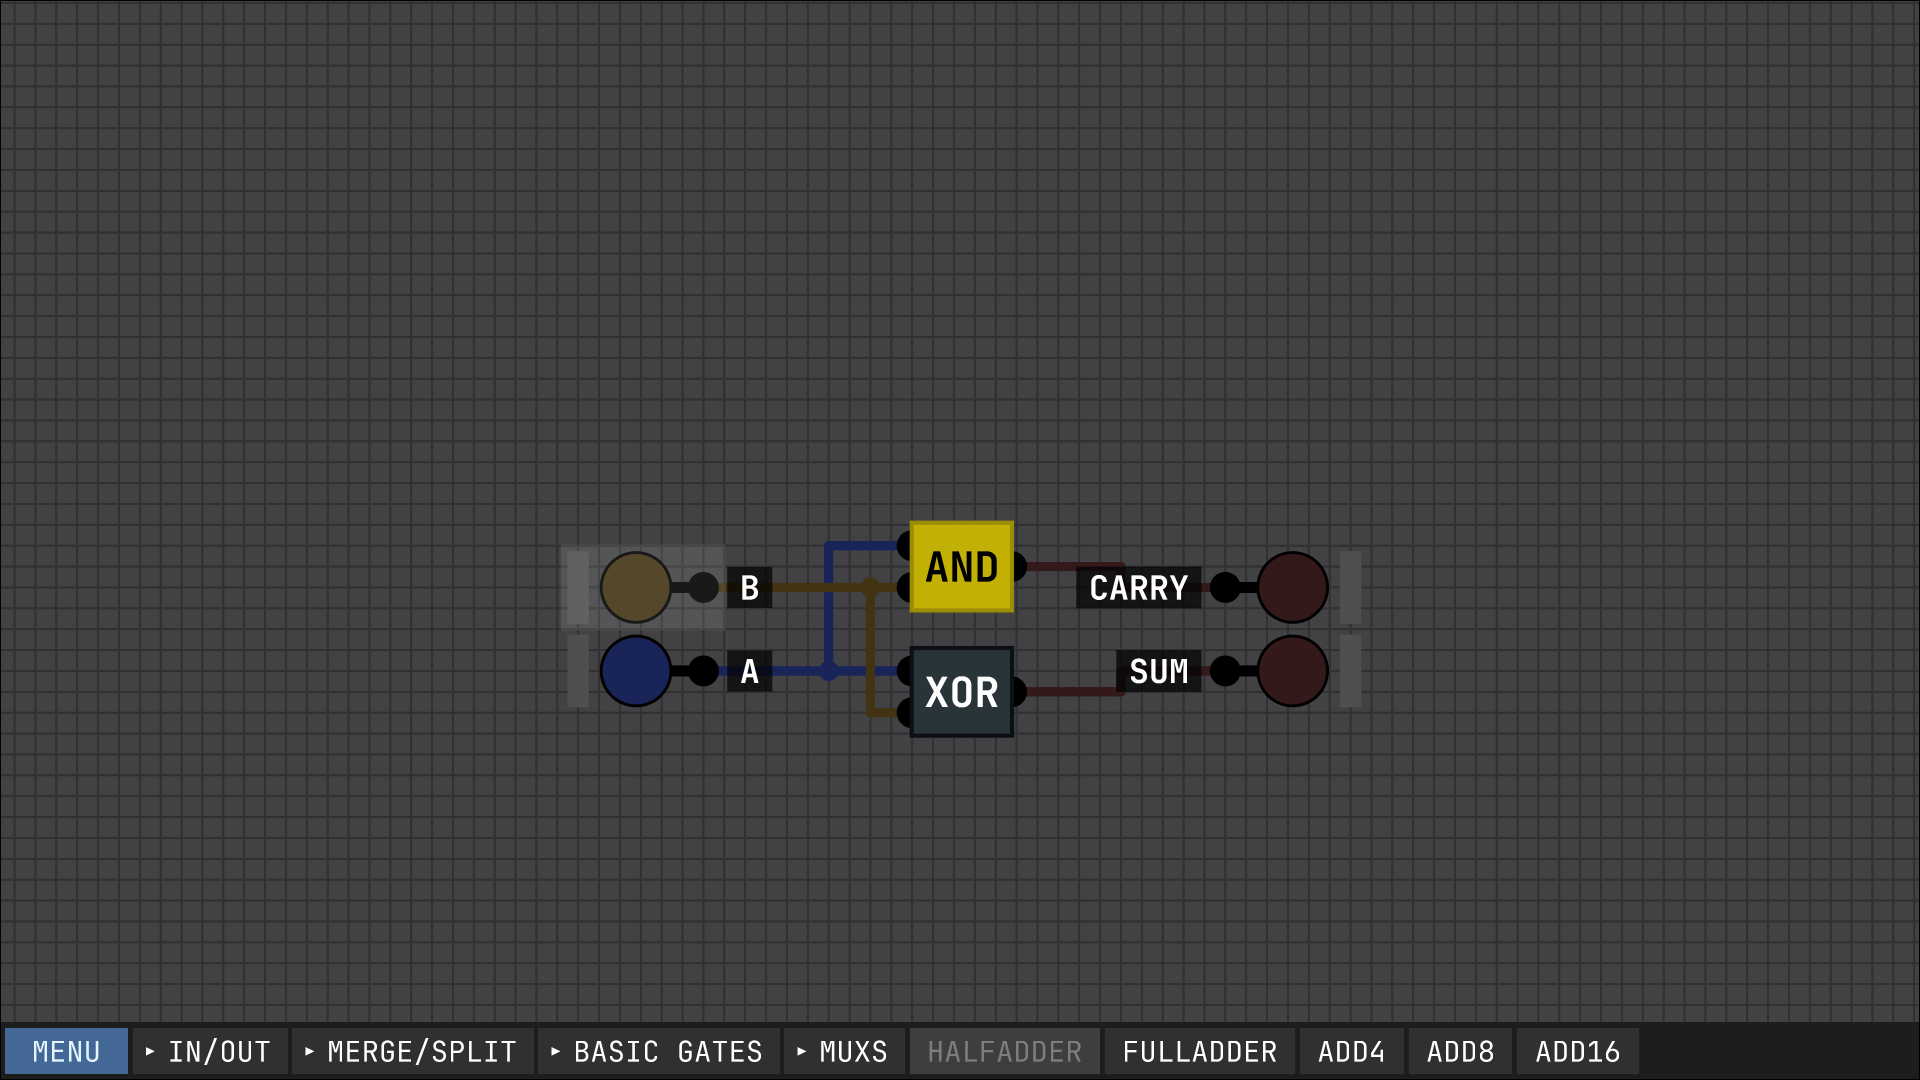 AND
B
CARRY
A
XOR
SUM
MENU
IN/OUT
MERGE/SPLIT
BASIC GATES
MUXS
HALFADDER
FULLADDER
ADD4
ADD8
ADD16